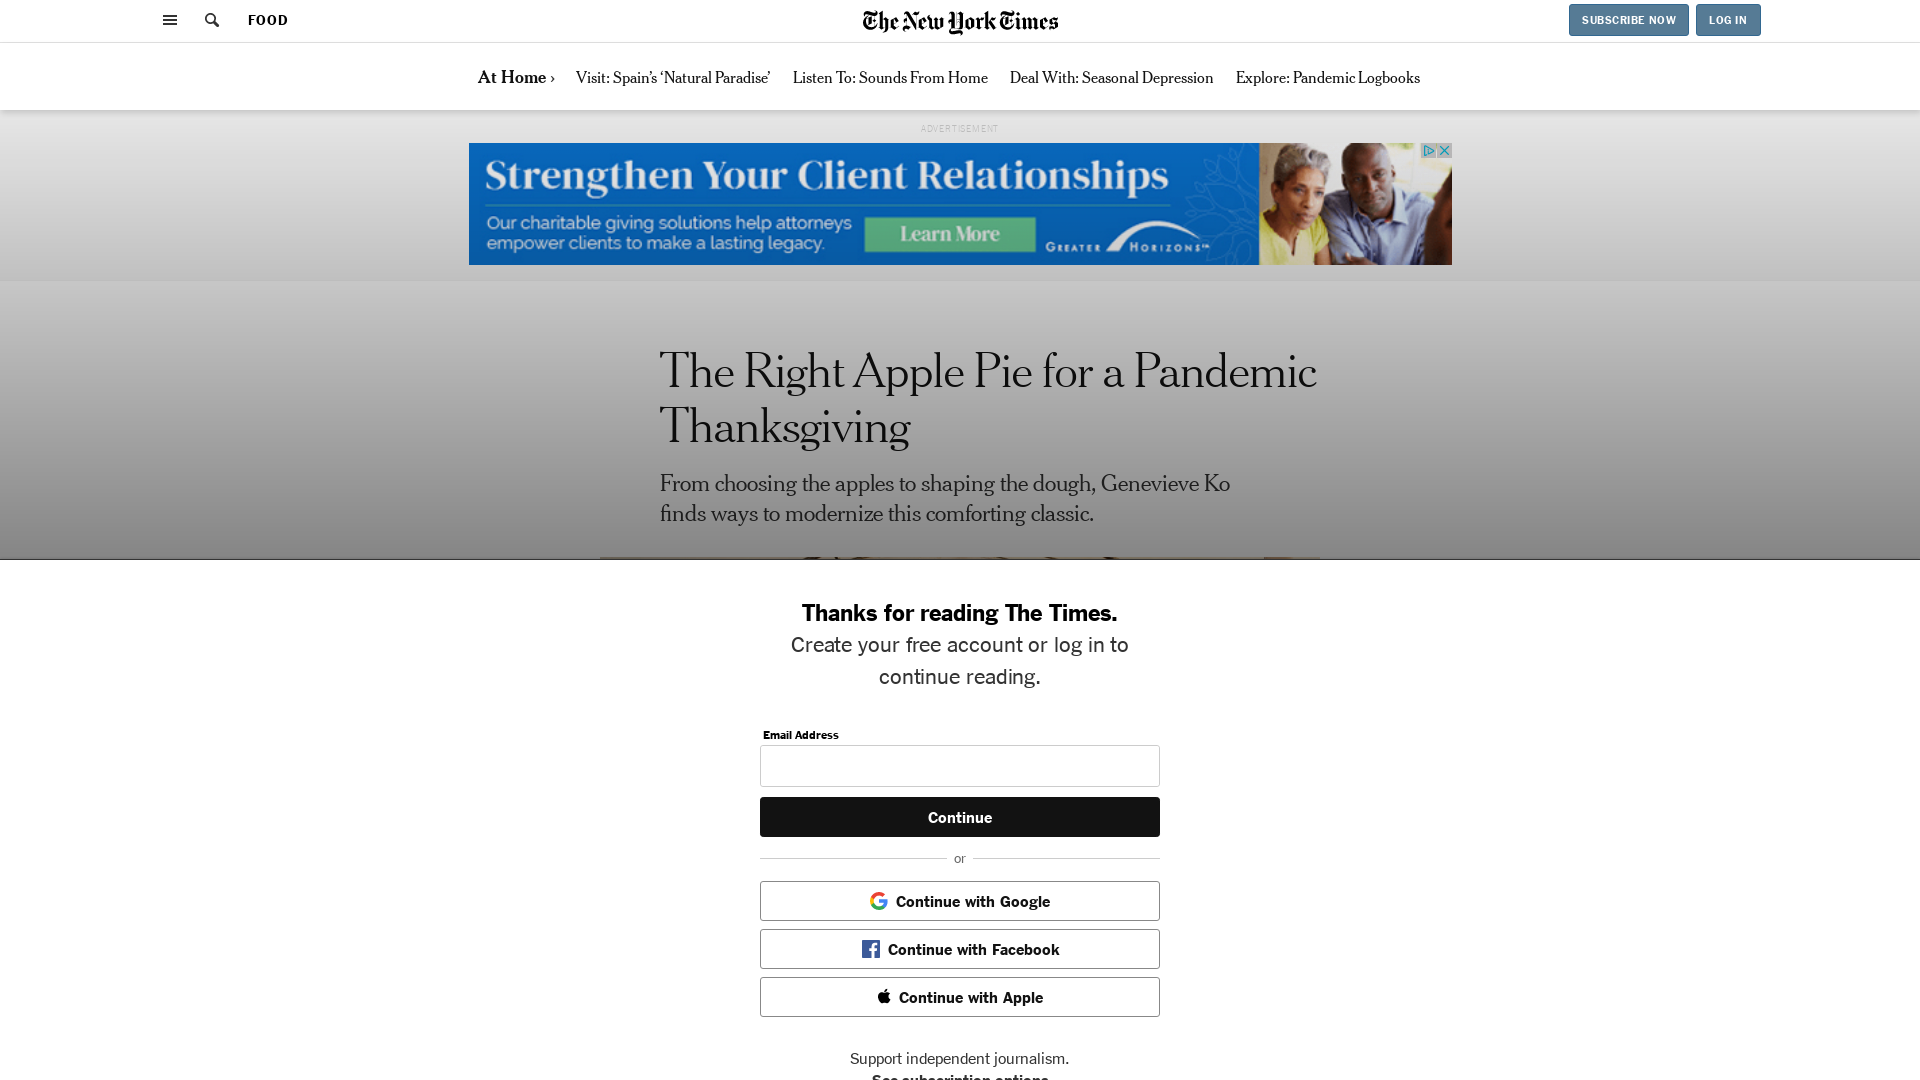 FOOD
The New York Times
SUBSCRIBE NOW
LOG IN
At Home ›
Visit: Spain's ‘Natural Paradise’
Listen To: Sounds From Home
Deal With: Seasonal Depression
Explore: Pandemic Logbooks
ADVERTISEMENT
Strengthen Your Client Relationships
Our charitable giving solutions help attorneys
empower clients to make a lasting legacy.
Learn More
GREATER HORIZONS℠
The Right Apple Pie for a Pandemic
Thanksgiving
From choosing the apples to shaping the dough, Genevieve Ko
finds ways to modernize this comforting classic.
Thanks for reading The Times.
Create your free account or log in to
continue reading.
Email Address
Continue
or
Continue with Google
Continue with Facebook
Continue with Apple
Support independent journalism.
See subscription options